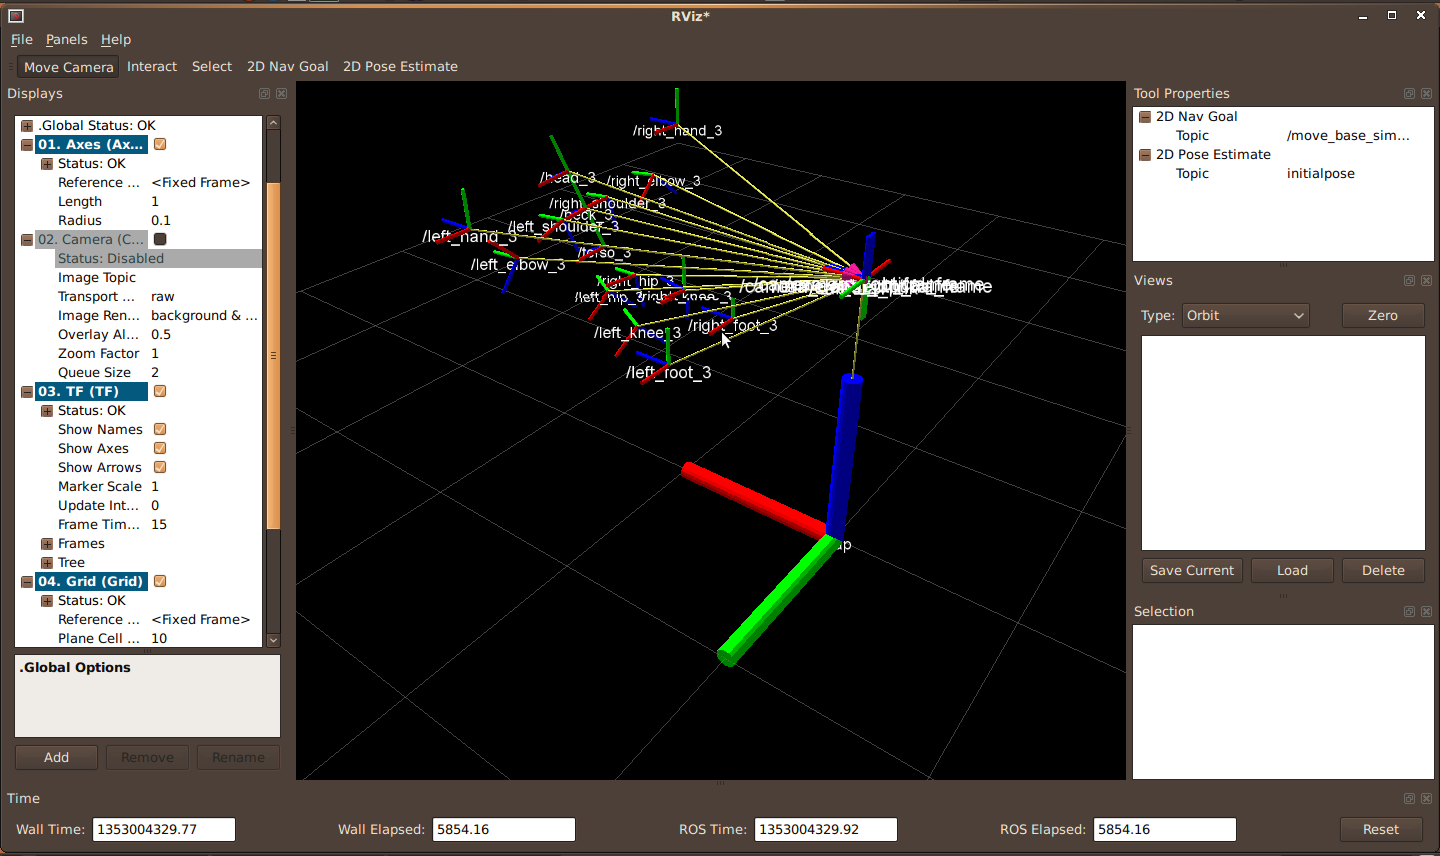 RViz*
File Panels Help
Move Camera Interact Select 2D Nav Goal 2D Pose Estimate
Displays
.Global Status: OK
01. Axes (Ax...
Status: OK
Reference ... <Fixed Frame>
Length 1
Radius 0.1
02. Camera (C...
Status: Disabled
Image Topic
Transport ... raw
Image Ren... background & ...
Overlay Al... 0.5
Zoom Factor 1
Queue Size 2
03. TF (TF)
Status: OK
Show Names
Show Axes
Show Arrows
Marker Scale 1
Update Int... 0
Frame Tim... 15
Frames
Tree
04. Grid (Grid)
Status: OK
Reference ... <Fixed Frame>
Plane Cell ... 10
.Global Options
Add Remove Rename
/right_hand_3
/head_3
/right_elbow_3
/right_shoulder_3
/neck_3
/left_shoulder_3
/left_hand_3
/torso_3
/left_elbow_3
/right_hip_3
/left_hip_3
/right_knee_3
/right_foot_3
/left_knee_3
/left_foot_3
Tool Properties
2D Nav Goal
Topic /move_base_sim...
2D Pose Estimate
Topic initialpose
Views
Type: Orbit Zero
Save Current Load Delete
Selection
Time
Wall Time: 1353004329.77 Wall Elapsed: 5854.16 ROS Time: 1353004329.92 ROS Elapsed: 5854.16 Reset